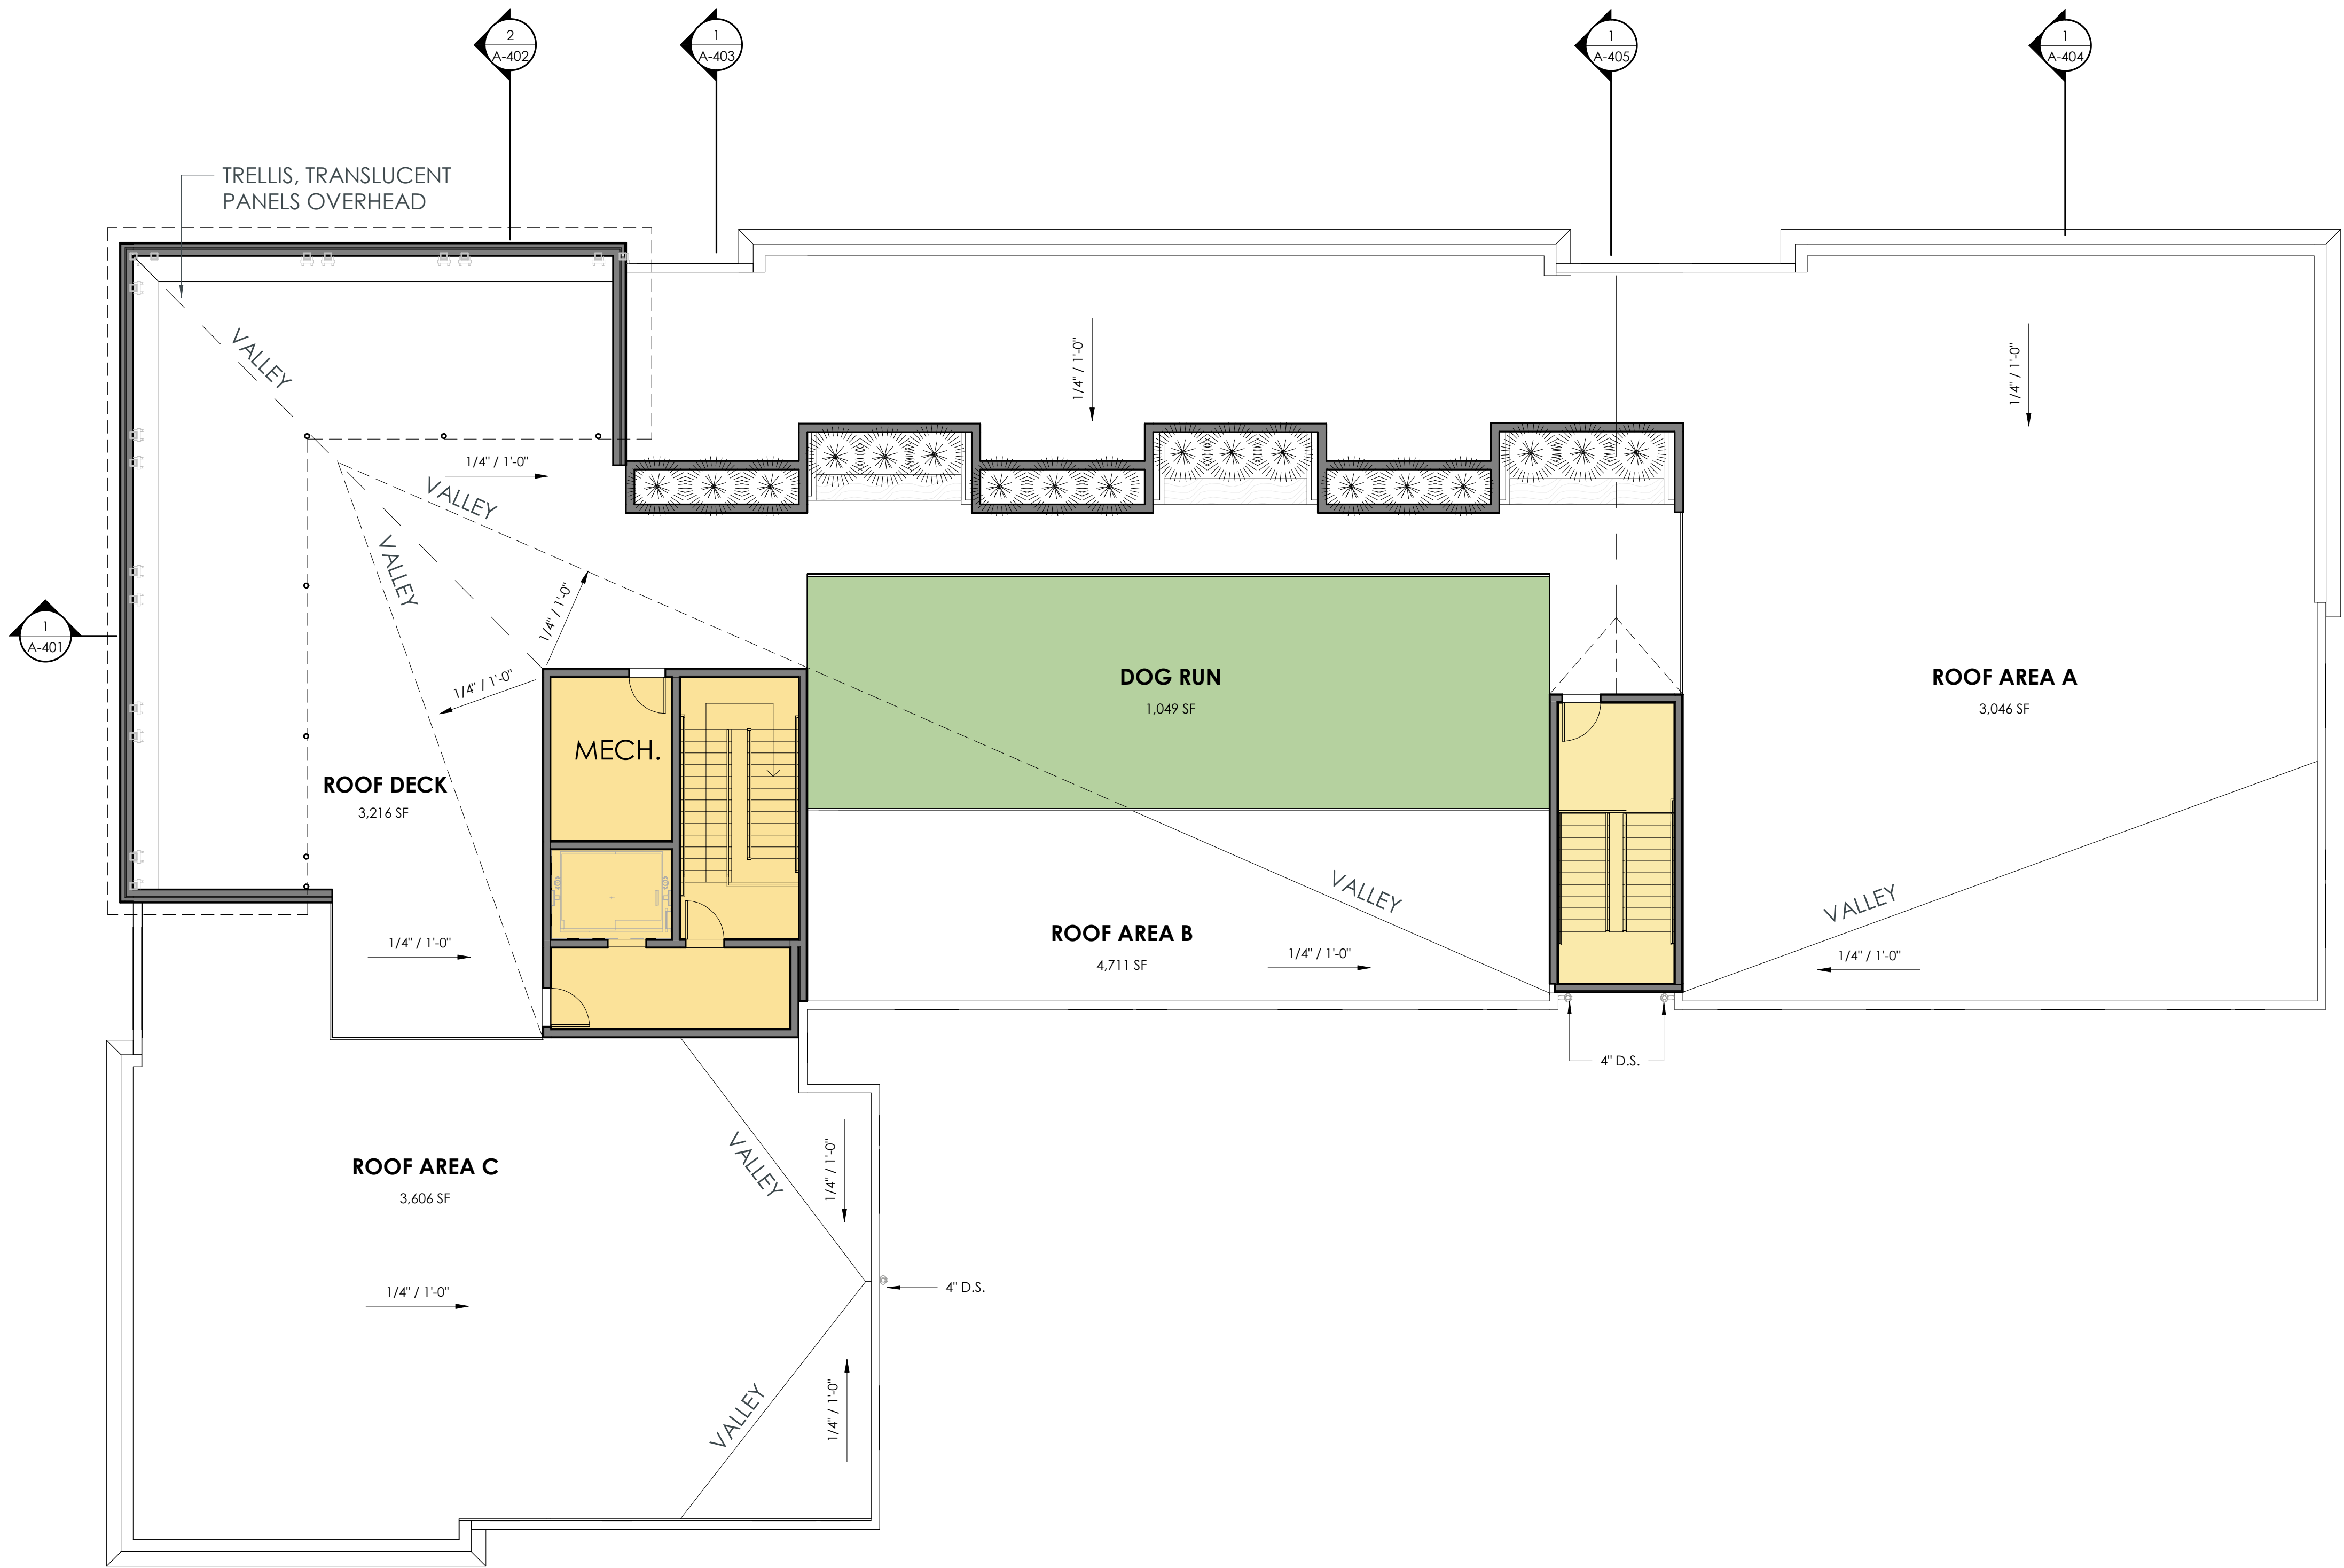 2
A-402
1
A-403
1
A-405
1
A-404
TRELLIS, TRANSLUCENT
PANELS OVERHEAD
VALLEY
1/4" / 1'-0"
1/4" / 1'-0"
1/4" / 1'-0"
VALLEY
VALLEY
1/4" / 1'-0"
1
A-401
1/4" / 1'-0"
DOG RUN
1,049 SF
ROOF AREA A
3,046 SF
MECH.
ROOF DECK
3,216 SF
VALLEY
VALLEY
ROOF AREA B
4,711 SF
1/4" / 1'-0"
1/4" / 1'-0"
1/4" / 1'-0"
4" D.S.
VALLEY
1/4" / 1'-0"
ROOF AREA C
3,606 SF
1/4" / 1'-0"
4" D.S.
VALLEY
1/4" / 1'-0"